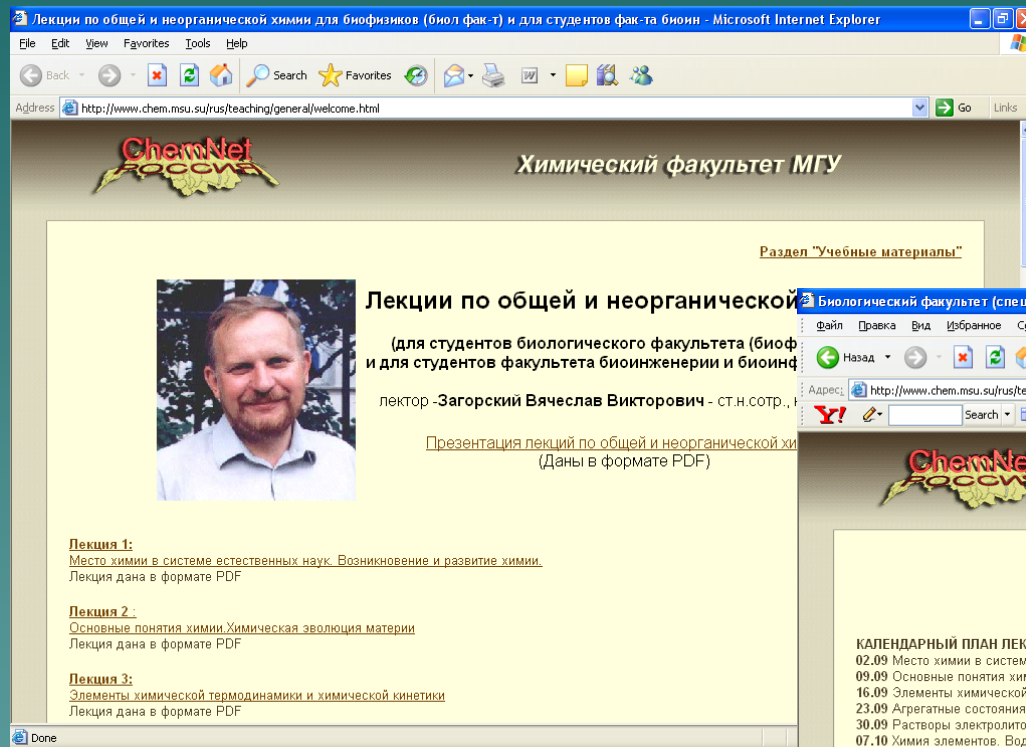 Лекции по общей и неорганической химии для биофизиков (биол фак-т) и для студентов фак-та биоин - Microsoft Internet Explorer
File Edit View Favorites Tools Help
Back Search Favorites
Address http://www.chem.msu.su/rus/teaching/general/welcome.html Go Links
ChemNet
РОССИЯ
Химический факультет МГУ
Раздел "Учебные материалы"
Лекции по общей и неорганической
(для студентов биологического факультета (биоф
и для студентов факультета биоинженерии и биоинф
лектор -Загорский Вячеслав Викторович - ст.н.сотр.,
Презентация лекций по общей и неорганической хи
(Даны в формате PDF)
Лекция 1:
Место химии в системе естественных наук. Возникновение и развитие химии.
Лекция дана в формате PDF
Лекция 2 :
Основные понятия химии.Химическая эволюция материи
Лекция дана в формате PDF
Лекция 3:
Элементы химической термодинамики и химической кинетики
Лекция дана в формате PDF
Done
Биологический факультет (спец
Файл Правка Вид Избранное
Назад
Адрес: http://www.chem.msu.su/rus/te
Y! Search
ChemNe
РОССИ
КАЛЕНДАРНЫЙ ПЛАН ЛЕК
02.09 Место химии в систем
09.09 Основные понятия хим
16.09 Элементы химической
23.09 Агрегатные состояния
30.09 Растворы электролито
07.10 Химия элементов. Вод